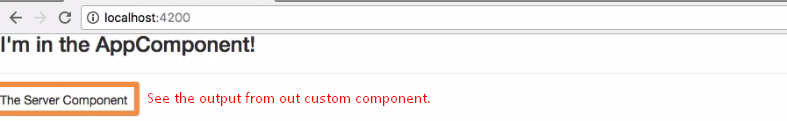 localhost:4200
I'm in the AppComponent!
The Server Component See the output from out custom component.